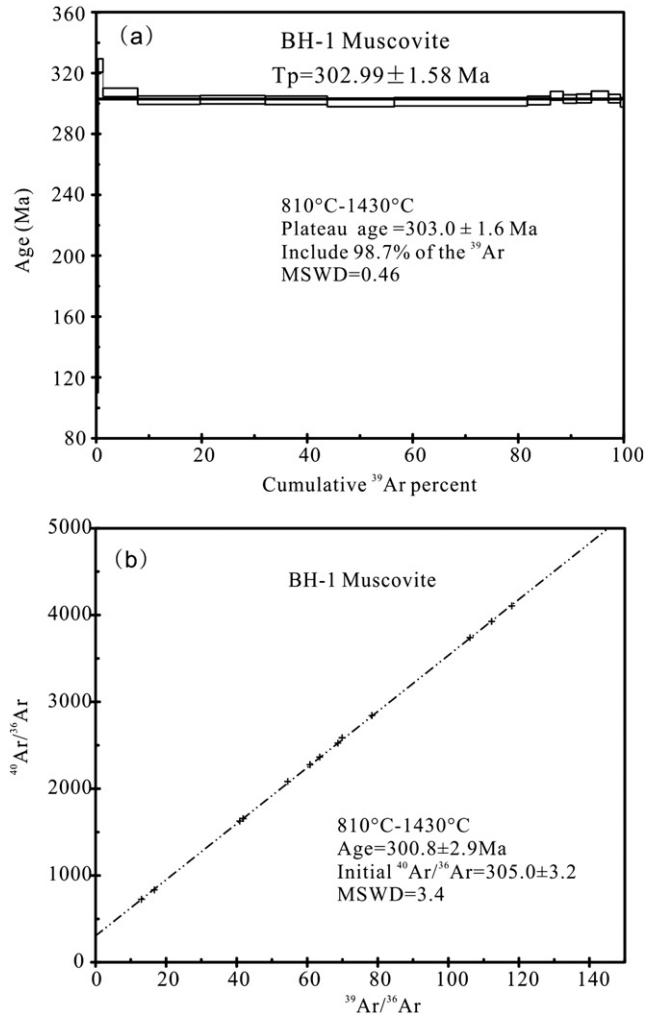 (a)
BH-1 Muscovite
Tp=302.99±1.58 Ma
810°C-1430°C
Plateau age =303.0 ± 1.6 Ma
Include 98.7% of the ³⁹Ar
MSWD=0.46
Age (Ma)
360
320
280
240
200
160
120
80
0 20 40 60 80 100
Cumulative ³⁹Ar percent
(b)
BH-1 Muscovite
810°C-1430°C
Age=300.8±2.9Ma
Initial ⁴⁰Ar/³⁶Ar=305.0±3.2
MSWD=3.4
⁴⁰Ar/³⁶Ar
5000
4000
3000
2000
1000
0
0 20 40 60 80 100 120 140
³⁹Ar/³⁶Ar